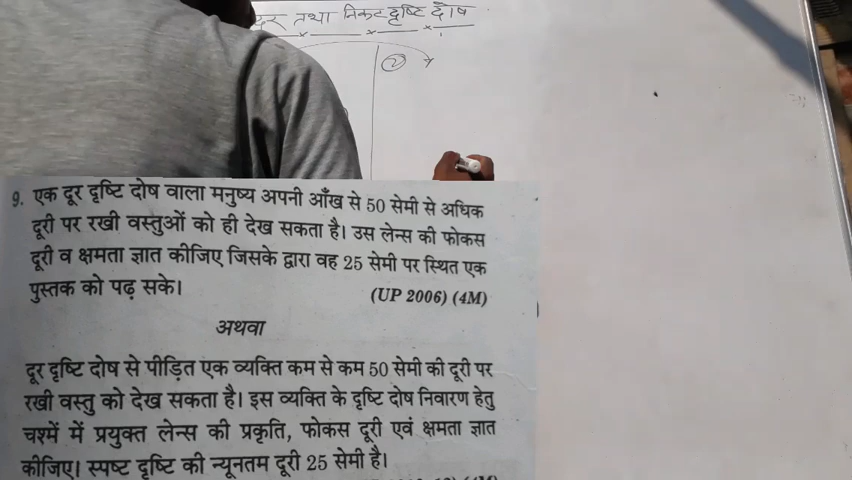 दूर तथा निकट दृष्टि दोष
②
9. एक दूर दृष्टि दोष वाला मनुष्य अपनी आँख से 50 सेमी से अधिक
दूरी पर रखी वस्तुओं को ही देख सकता है। उस लेन्स की फोकस
दूरी व क्षमता ज्ञात कीजिए जिसके द्वारा वह 25 सेमी पर स्थित एक
पुस्तक को पढ़ सके।
(UP 2006) (4M)
अथवा
दूर दृष्टि दोष से पीड़ित एक व्यक्ति कम से कम 50 सेमी की दूरी पर
रखी वस्तु को देख सकता है। इस व्यक्ति के दृष्टि दोष निवारण हेतु
चश्में में प्रयुक्त लेन्स की प्रकृति, फोकस दूरी एवं क्षमता ज्ञात
कीजिए। स्पष्ट दृष्टि की न्यूनतम दूरी 25 सेमी है।